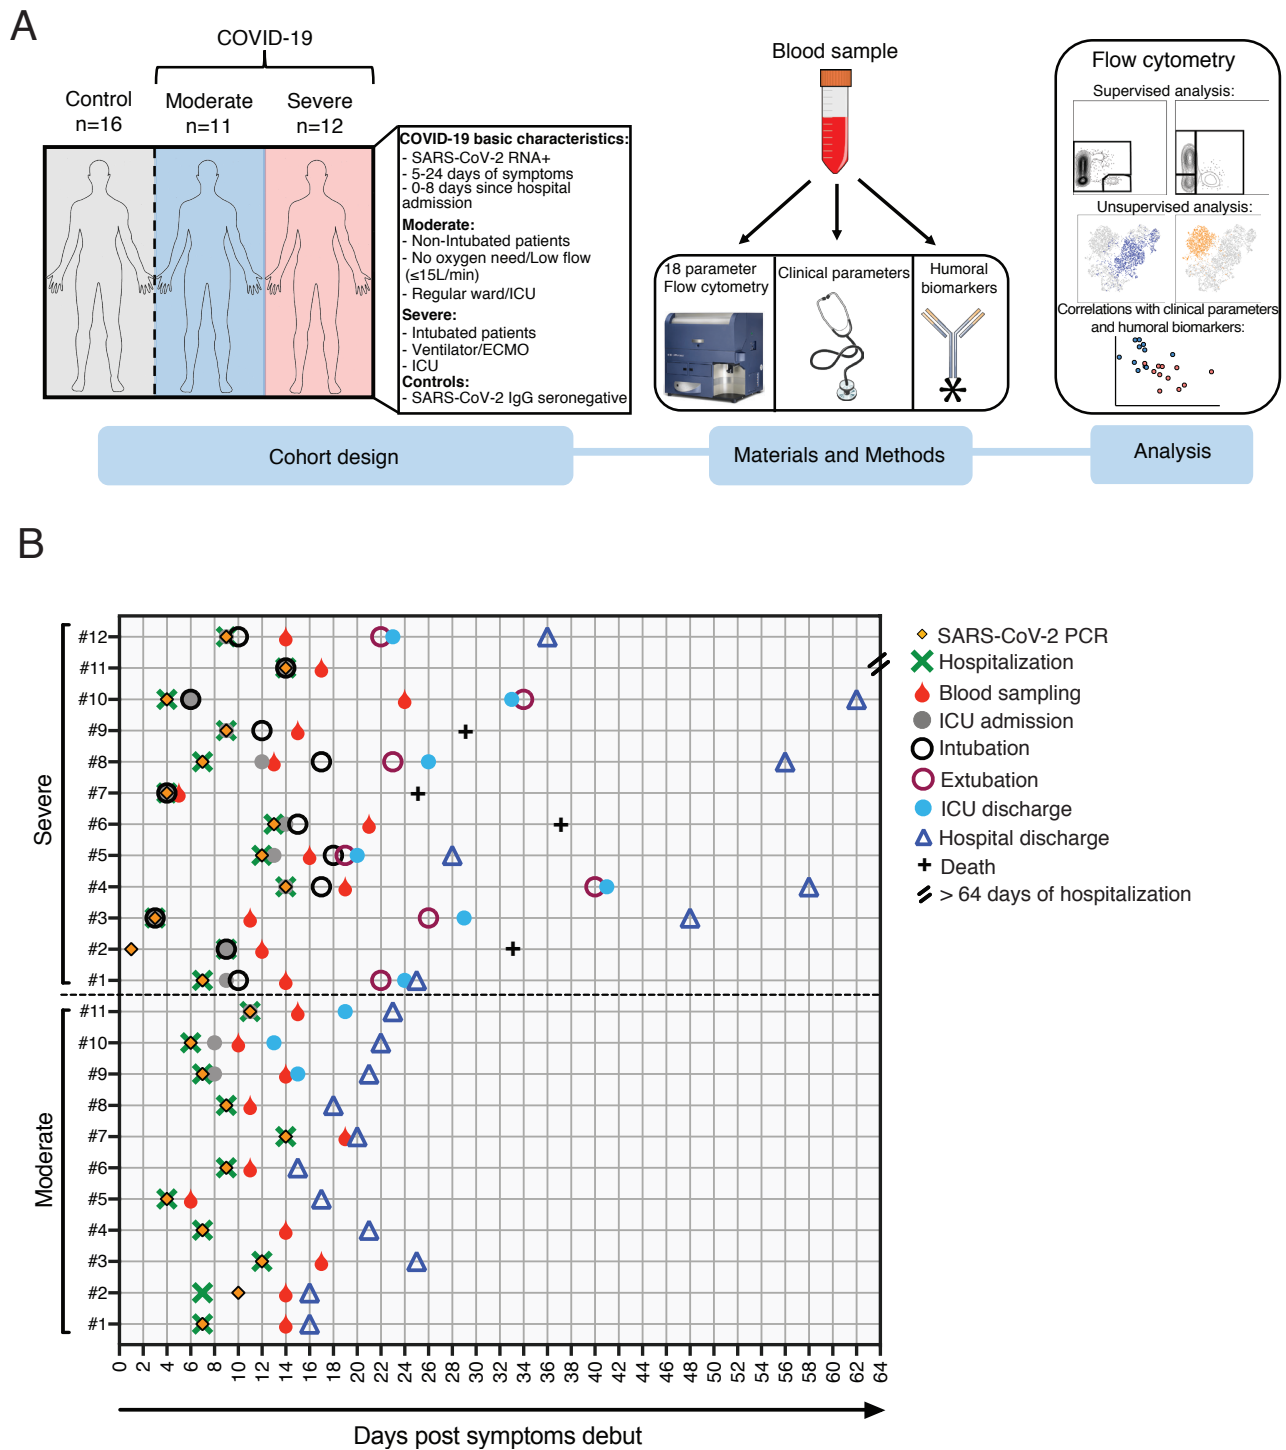 A
COVID-19
Control
n=16
Moderate
n=11
Severe
n=12
COVID-19 basic characteristics:
- SARS-CoV-2 RNA+
- 5-24 days of symptoms
- 0-8 days since hospital
admission
Moderate:
- Non-Intubated patients
- No oxygen need/Low flow
(≤15L/min)
- Regular ward/ICU
Severe:
- Intubated patients
- Ventilator/ECMO
- ICU
Controls:
- SARS-CoV-2 IgG seronegative
Blood sample
18 parameter
Flow cytometry
Clinical parameters
Humoral
biomarkers
Flow cytometry
Supervised analysis:
Unsupervised analysis:
Correlations with clinical parameters
and humoral biomarkers:
Cohort design
Materials and Methods
Analysis
B
Severe
#12
#11
#10
#9
#8
#7
#6
#5
#4
#3
#2
#1
Moderate
#11
#10
#9
#8
#7
#6
#5
#4
#3
#2
#1
0 2 4 6 8 10 12 14 16 18 20 22 24 26 28 30 32 34 36 38 40 42 44 46 48 50 52 54 56 58 60 62 64
Days post symptoms debut
SARS-CoV-2 PCR
Hospitalization
Blood sampling
ICU admission
Intubation
Extubation
ICU discharge
Hospital discharge
Death
> 64 days of hospitalization